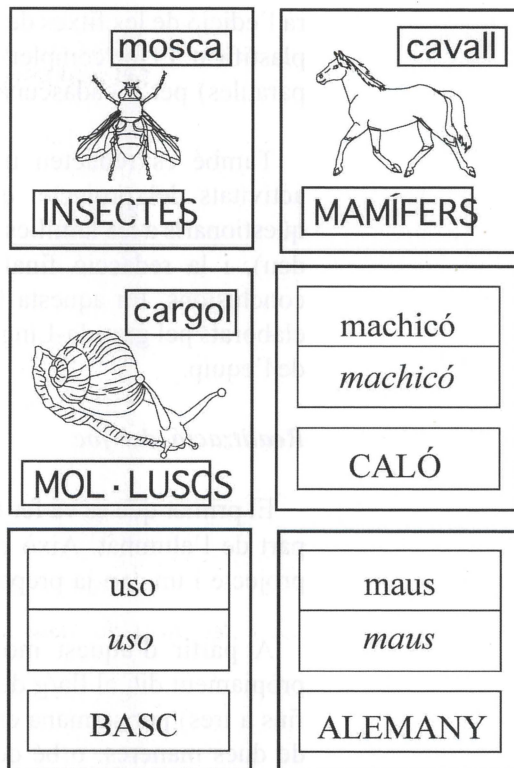 mosca
INSECTES
cavall
MAMÍFERS
cargol
MOL·LUSCS
machicó
machicó
CALÓ
uso
uso
BASC
maus
maus
ALEMANY